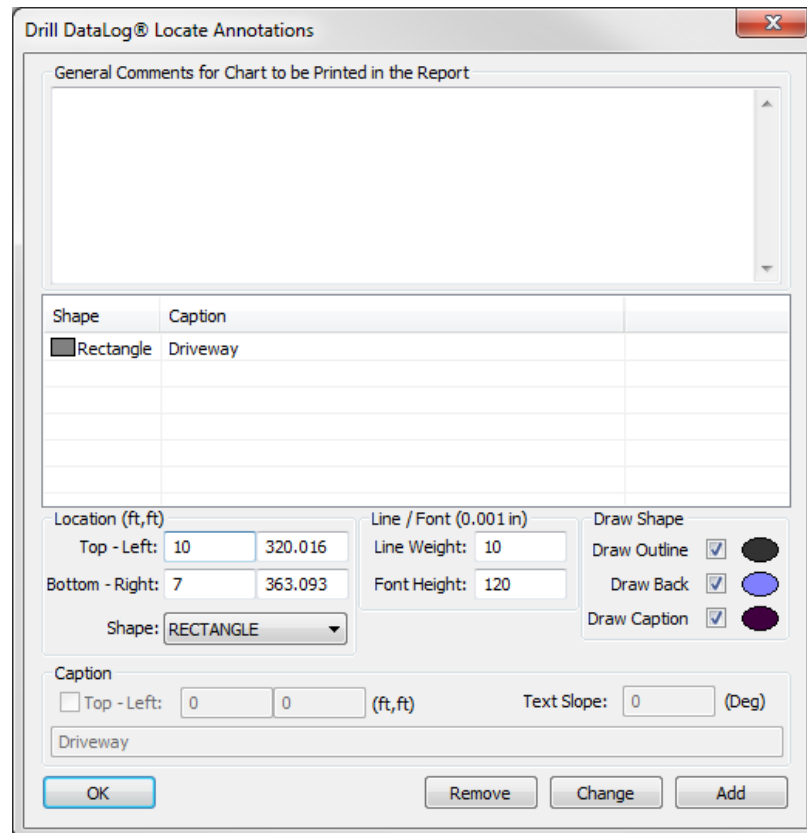 Drill DataLog® Locate Annotations
General Comments for Chart to be Printed in the Report
Shape Caption
Rectangle Driveway
Location (ft,ft) Line / Font (0.001 in) Draw Shape
Top - Left: 10 320.016 Line Weight: 10 Draw Outline
Bottom - Right: 7 363.093 Font Height: 120 Draw Back
Shape: RECTANGLE Draw Caption
Caption
Top - Left: 0 0 (ft,ft) Text Slope: 0 (Deg)
Driveway
OK Remove Change Add